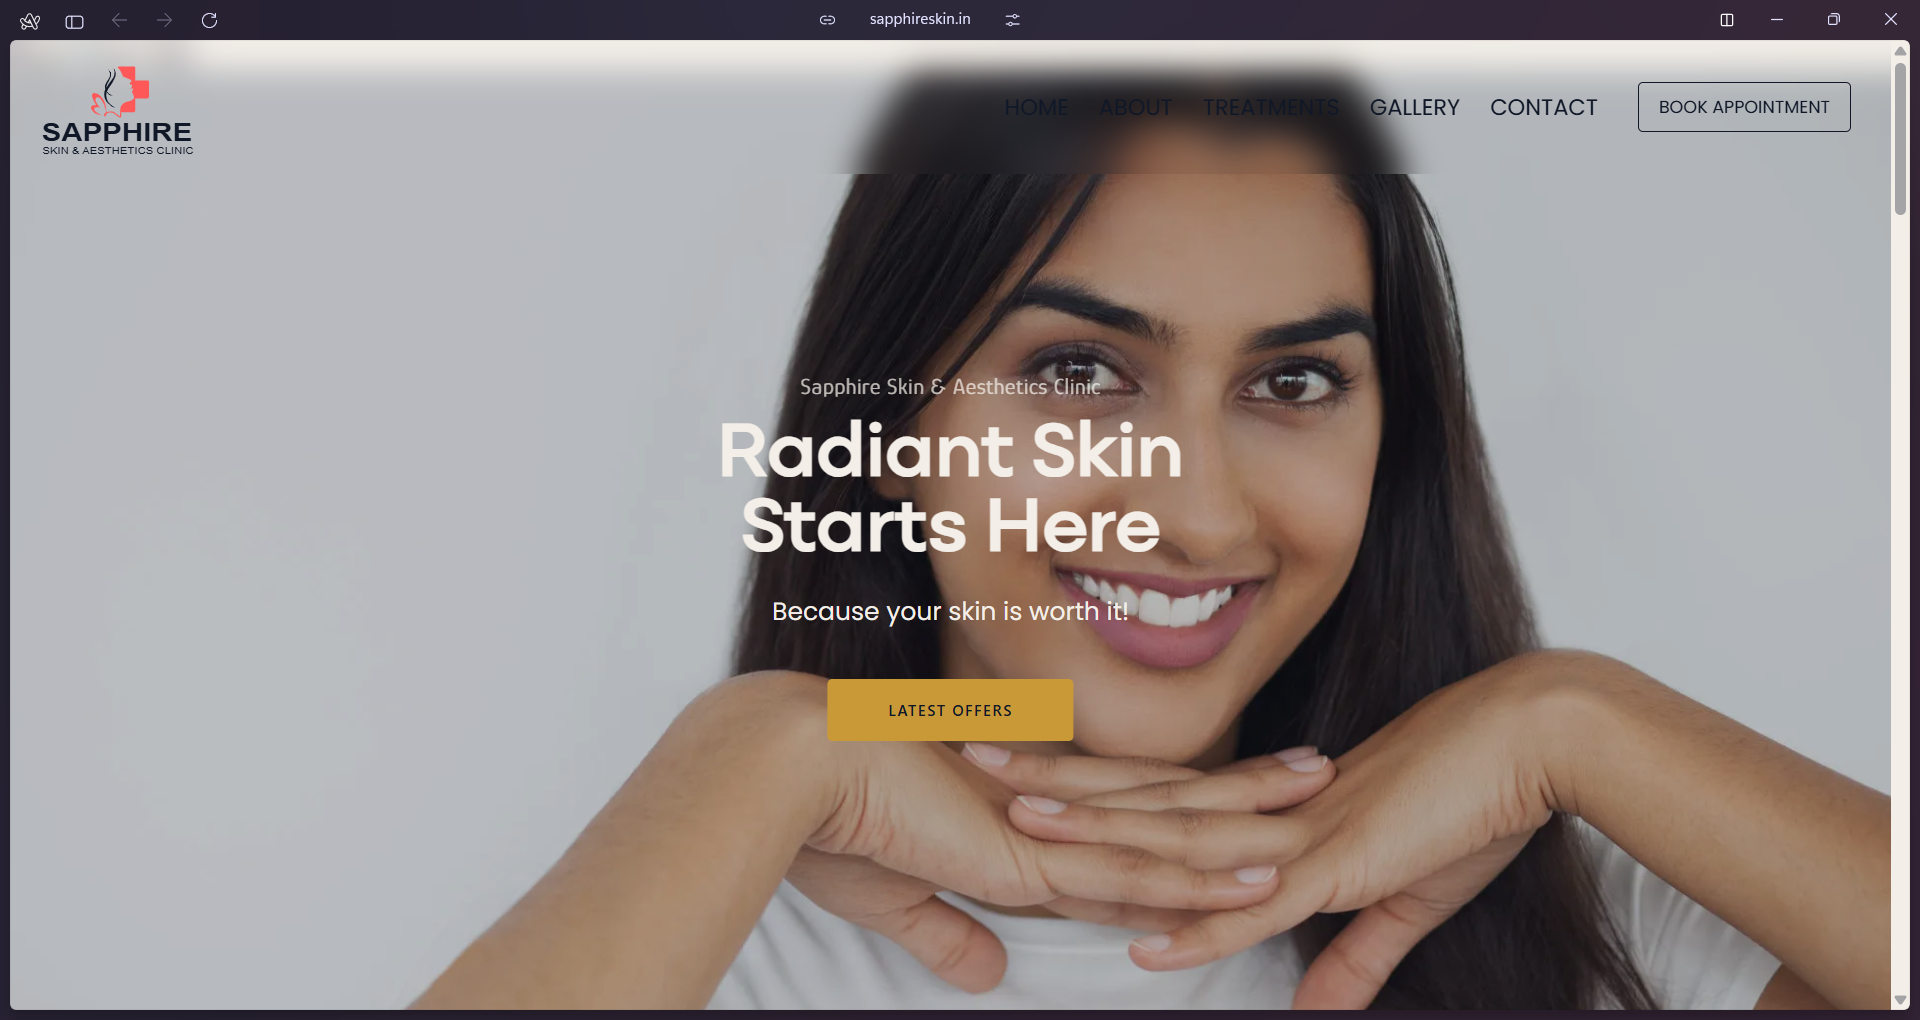 sapphireskin.in
SAPPHIRE
SKIN & AESTHETICS CLINIC
HOME ABOUT TREATMENTS GALLERY CONTACT BOOK APPOINTMENT
Sapphire Skin & Aesthetics Clinic
Radiant Skin
Starts Here
Because your skin is worth it!
LATEST OFFERS